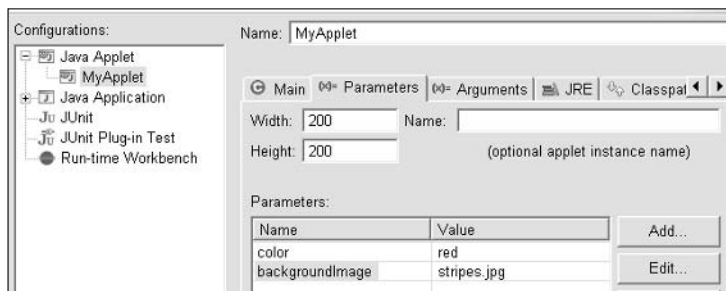 Configurations:
Java Applet
MyApplet
Java Application
JUnit
JUnit Plug-in Test
Run-time Workbench
Name: MyApplet
Main (x)= Parameters (x)= Arguments JRE Classpat
Width: 200 Name:
Height: 200 (optional applet instance name)
Parameters:
Name Value Add...
color red
backgroundImage stripes.jpg Edit...